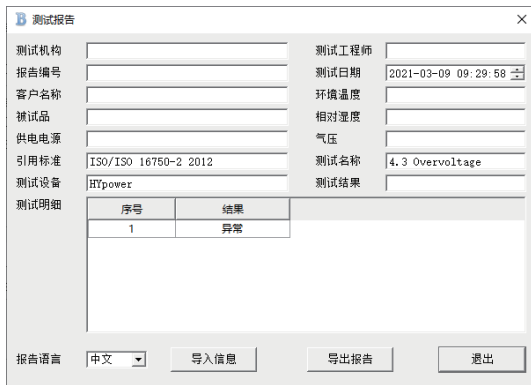 测试报告
测试机构 测试工程师
报告编号 测试日期 2021-03-09 09:29:58
客户名称 环境温度
被试品 相对湿度
供电电源 气压
引用标准 ISO/ISO 16750-2 2012 测试名称 4.3 Overvoltage
测试设备 HYpower 测试结果
测试明细 序号 结果
1 异常
报告语言 中文 导入信息 导出报告 退出